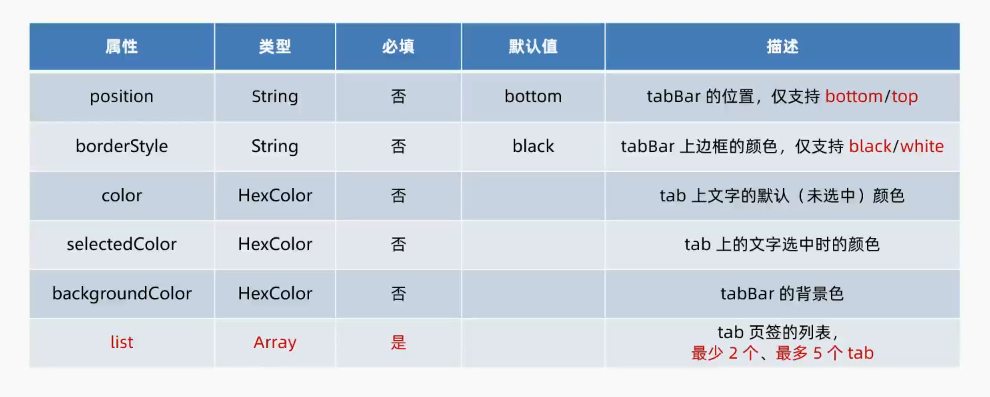 属性 类型 必填 默认值 描述
position String 否 bottom tabBar 的位置，仅支持 bottom/top
borderStyle String 否 black tabBar 上边框的颜色，仅支持 black/white
color HexColor 否 tab 上文字的默认（未选中）颜色
selectedColor HexColor 否 tab 上的文字选中时的颜色
backgroundColor HexColor 否 tabBar 的背景色
list Array 是 tab 页签的列表，
最少 2 个、最多 5 个 tab